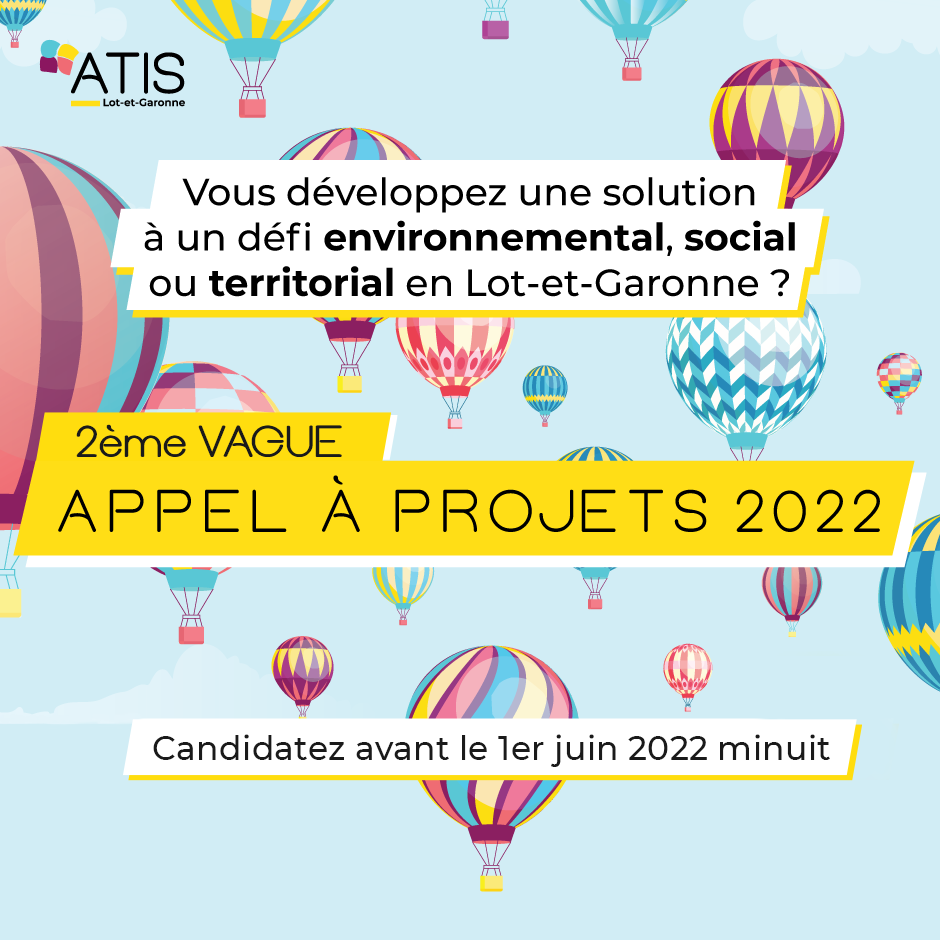 ATIS
Lot-et-Garonne
Vous développez une solution
à un défi environnemental, social
ou territorial en Lot-et-Garonne ?
2ème VAGUE
APPEL À PROJETS 2022
Candidatez avant le 1er juin 2022 minuit